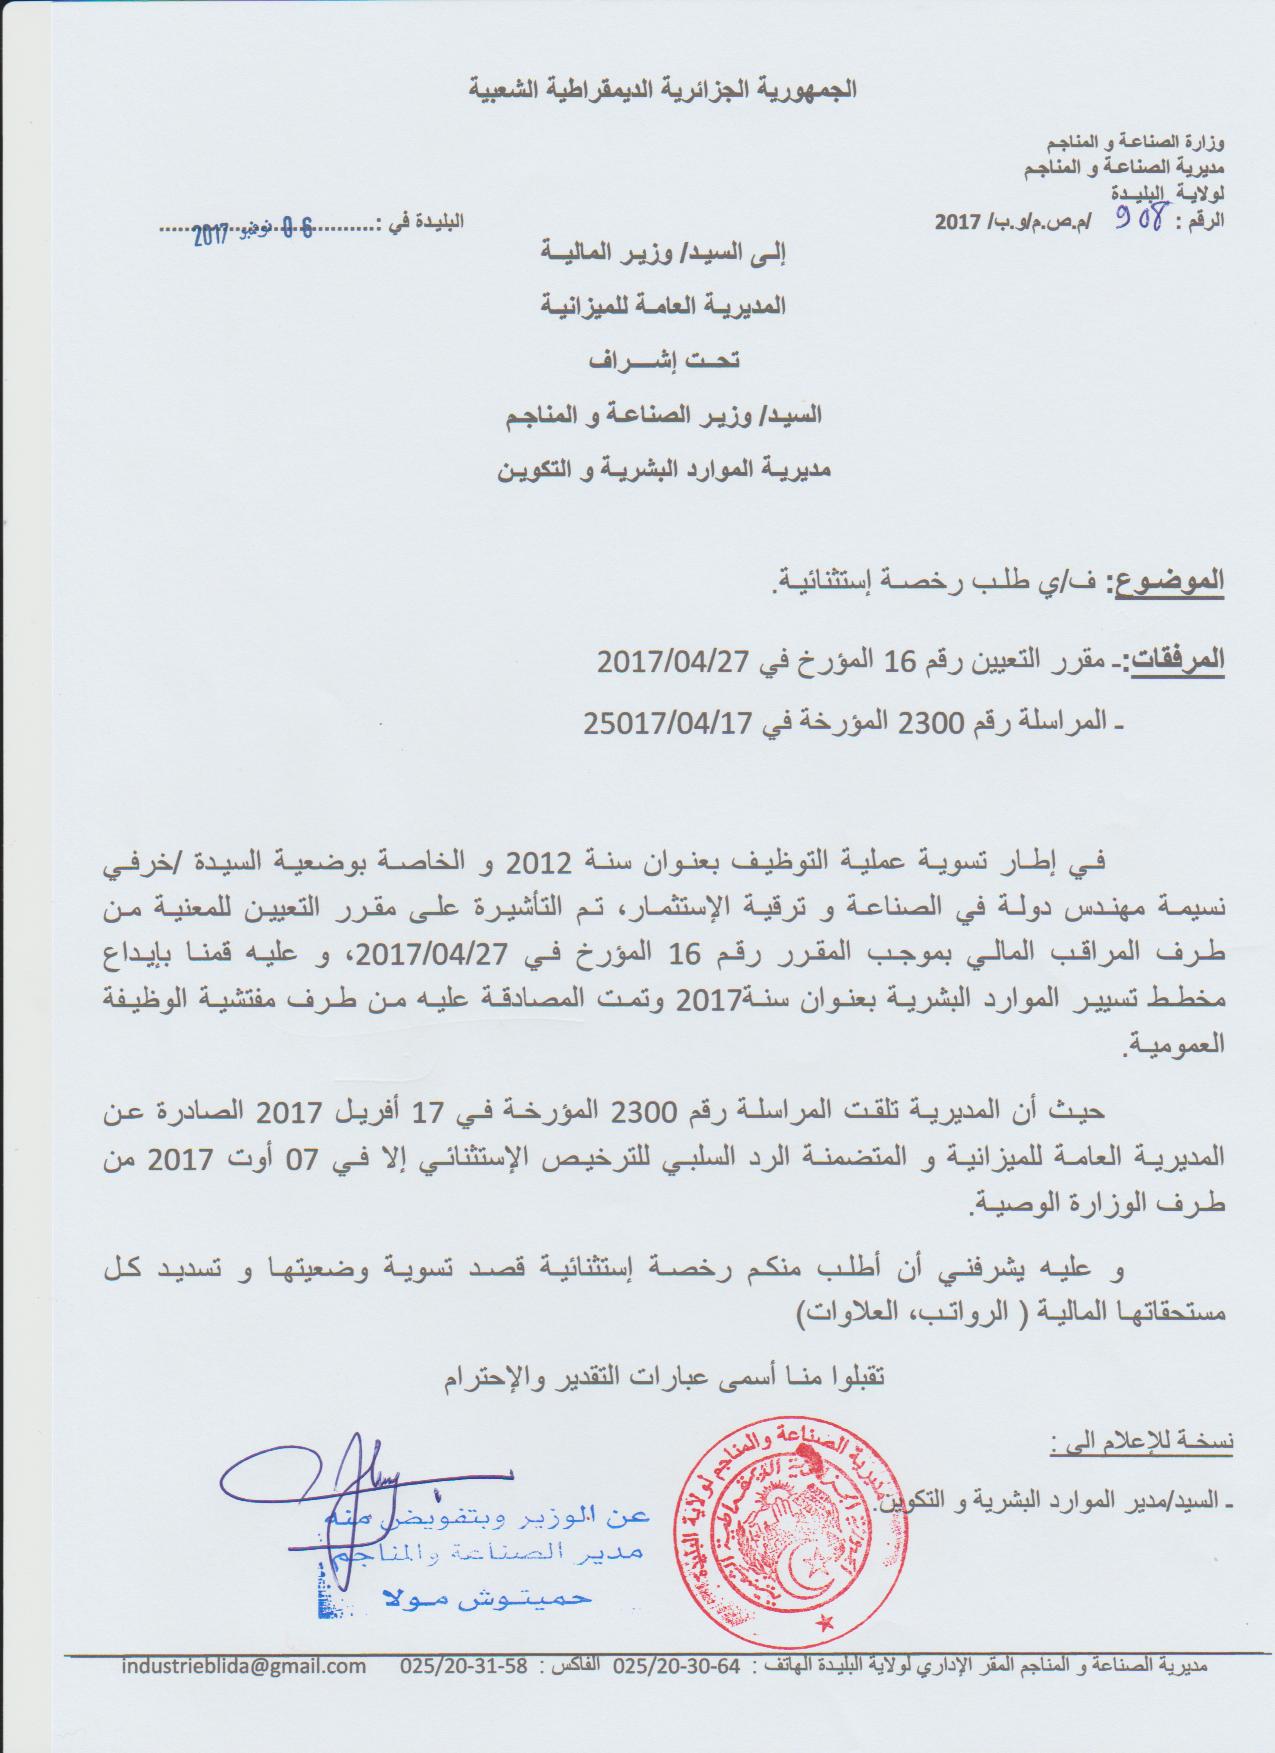 الجمهورية الجزائرية الديمقراطية الشعبية
وزارة الصناعة و المناجم
مديرية الصناعة و المناجم
لولاية البليدة
الرقم : 908 /م.ص.م/و.ب/ 2017
البليدة في :................................
06 نوفمبر 2017
إلى السيد/ وزير المالية
المديرية العامة للميزانية
تحت إشراف
السيد/ وزير الصناعة و المناجم
مديرية الموارد البشرية و التكوين
الموضوع: ف/ي طلب رخصة إستثنائية.
المرفقات:- مقرر التعيين رقم 16 المؤرخ في 2017/04/27
- المراسلة رقم 2300 المؤرخة في 25017/04/17
في إطار تسوية عملية التوظيف بعنوان سنة 2012 و الخاصة بوضعية السيدة /خرفي
نسيمة مهندس دولة في الصناعة و ترقية الإستثمار، تم التأشيرة على مقرر التعيين للمعنية من
طرف المراقب المالي بموجب المقرر رقم 16 المؤرخ في 2017/04/27، و عليه قمنا بإيداع
مخطط تسيير الموارد البشرية بعنوان سنة2017 وتمت المصادقة عليه من طرف مفتشية الوظيفة
العمومية.
حيث أن المديرية تلقت المراسلة رقم 2300 المؤرخة في 17 أفريل 2017 الصادرة عن
المديرية العامة للميزانية و المتضمنة الرد السلبي للترخيص الإستثنائي إلا في 07 أوت 2017 من
طرف الوزارة الوصية.
و عليه يشرفني أن أطلب منكم رخصة إستثنائية قصد تسوية وضعيتها و تسديد كل
مستحقاتها المالية ( الرواتب، العلاوات)
تقبلوا منا أسمى عبارات التقدير والإحترام
نسخة للإعلام الى :
- السيد/مدير الموارد البشرية و التكوين.
مديرية الصناعة والمناجم لولاية البليدة
الجمهورية الجزائرية الديمقراطية الشعبية
عن الوزير وبتفويض منه
مدير الصناعة والمناجم
حميتوش مولا
مديرية الصناعة و المناجم المقر الإداري لولاية البليدة الهاتف : 025/20-30-64 الفاكس : 025/20-31-58 industrieblida@gmail.com